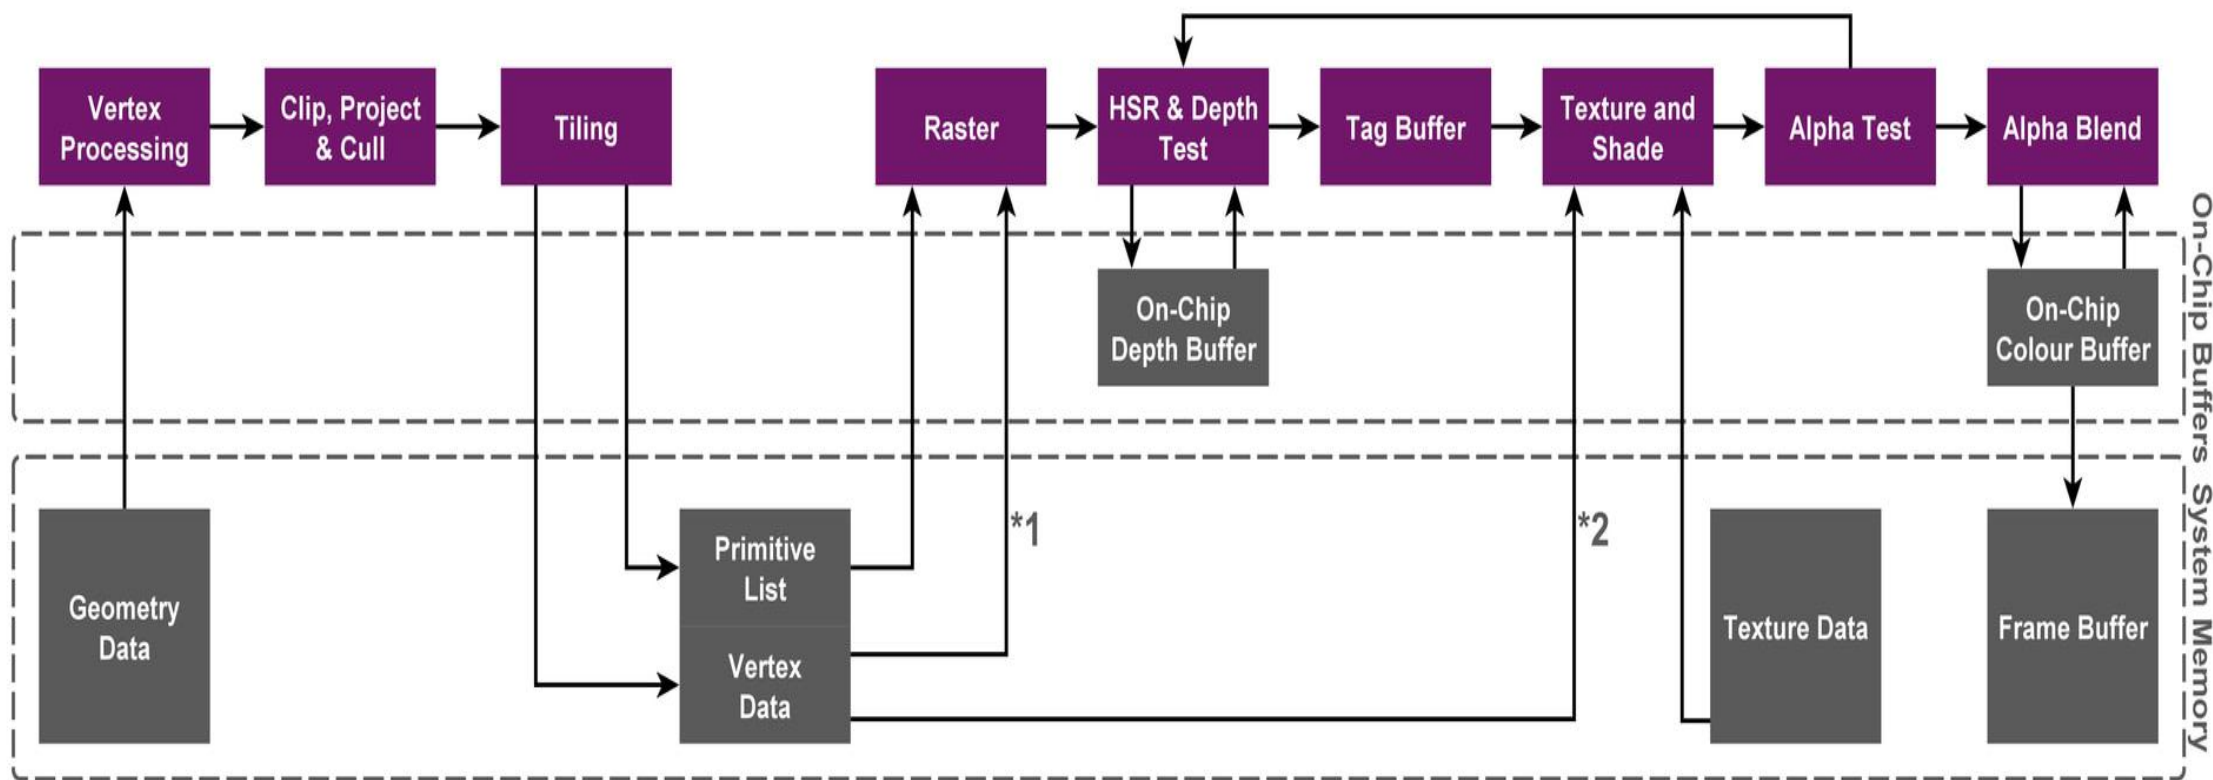 Vertex
Processing
Clip, Project
& Cull
Tiling
Raster
HSR & Depth
Test
Tag Buffer
Texture and
Shade
Alpha Test
Alpha Blend
On-Chip Buffers
On-Chip
Depth Buffer
On-Chip
Colour Buffer
System Memory
Geometry
Data
Primitive
List
Vertex
Data
*1
*2
Texture Data
Frame Buffer